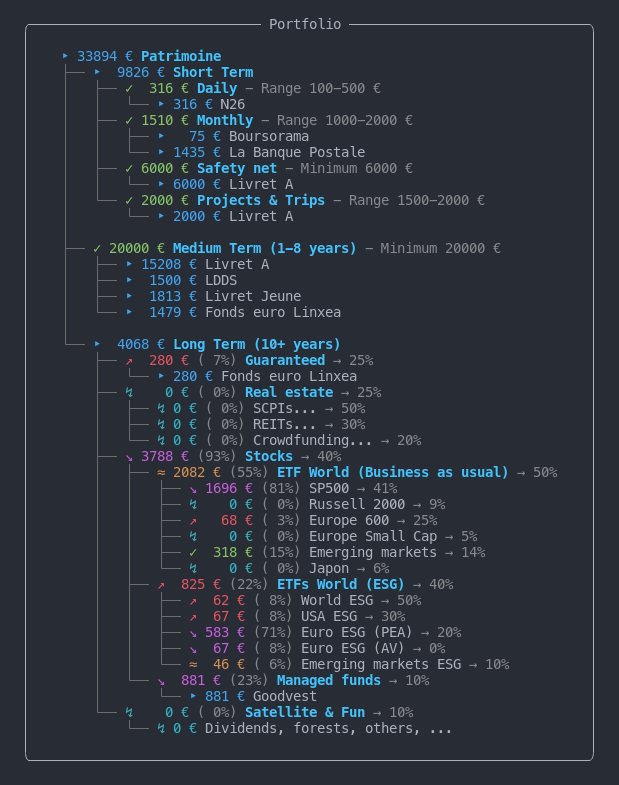 Portfolio
‣ 33894 € Patrimoine
‣ 9826 € Short Term
✓ 316 € Daily − Range 100−500 €
‣ 316 € N26
✓ 1510 € Monthly − Range 1000−2000 €
‣ 75 € Boursorama
‣ 1435 € La Banque Postale
✓ 6000 € Safety net − Minimum 6000 €
‣ 6000 € Livret A
✓ 2000 € Projects & Trips − Range 1500−2000 €
‣ 2000 € Livret A
✓ 20000 € Medium Term (1−8 years) − Minimum 20000 €
‣ 15208 € Livret A
‣ 1500 € LDDS
‣ 1813 € Livret Jeune
‣ 1479 € Fonds euro Linxea
‣ 4068 € Long Term (10+ years)
↗ 280 € ( 7%) Guaranteed → 25%
‣ 280 € Fonds euro Linxea
↯ 0 € ( 0%) Real estate → 25%
↯ 0 € ( 0%) SCPIs... → 50%
↯ 0 € ( 0%) REITs... → 30%
↯ 0 € ( 0%) Crowdfunding... → 20%
↘ 3788 € (93%) Stocks → 40%
≈ 2082 € (55%) ETF World (Business as usual) → 50%
↘ 1696 € (81%) SP500 → 41%
↯ 0 € ( 0%) Russell 2000 → 9%
↗ 68 € ( 3%) Europe 600 → 25%
↯ 0 € ( 0%) Europe Small Cap → 5%
✓ 318 € (15%) Emerging markets → 14%
↯ 0 € ( 0%) Japon → 6%
↗ 825 € (22%) ETFs World (ESG) → 40%
↗ 62 € ( 8%) World ESG → 50%
↗ 67 € ( 8%) USA ESG → 30%
↘ 583 € (71%) Euro ESG (PEA) → 20%
↘ 67 € ( 8%) Euro ESG (AV) → 0%
≈ 46 € ( 6%) Emerging markets ESG → 10%
↘ 881 € (23%) Managed funds → 10%
‣ 881 € Goodvest
↯ 0 € ( 0%) Satellite & Fun → 10%
↯ 0 € Dividends, forests, others, ...